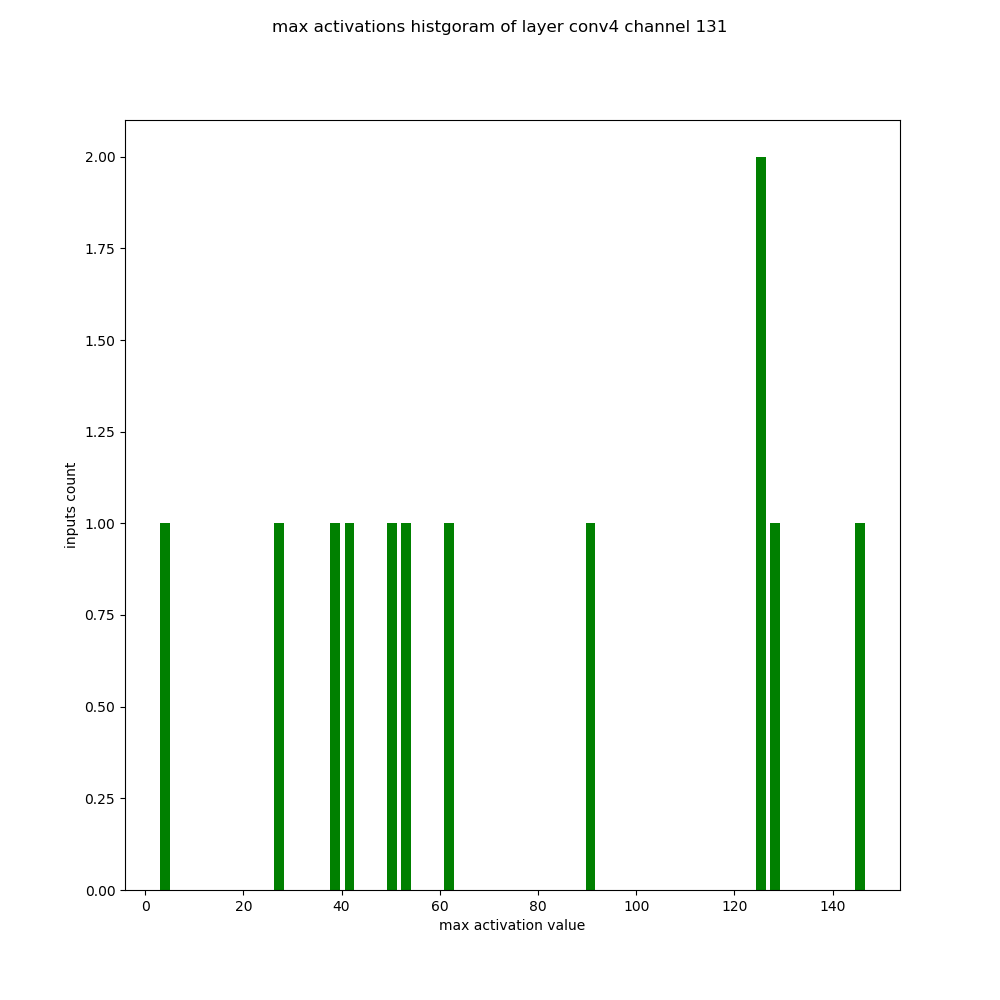 max activations histgoram of layer conv4 channel 131
2.00
1.75
1.50
1.25
1.00
0.75
0.50
0.25
0.00
inputs count
0 20 40 60 80 100 120 140
max activation value